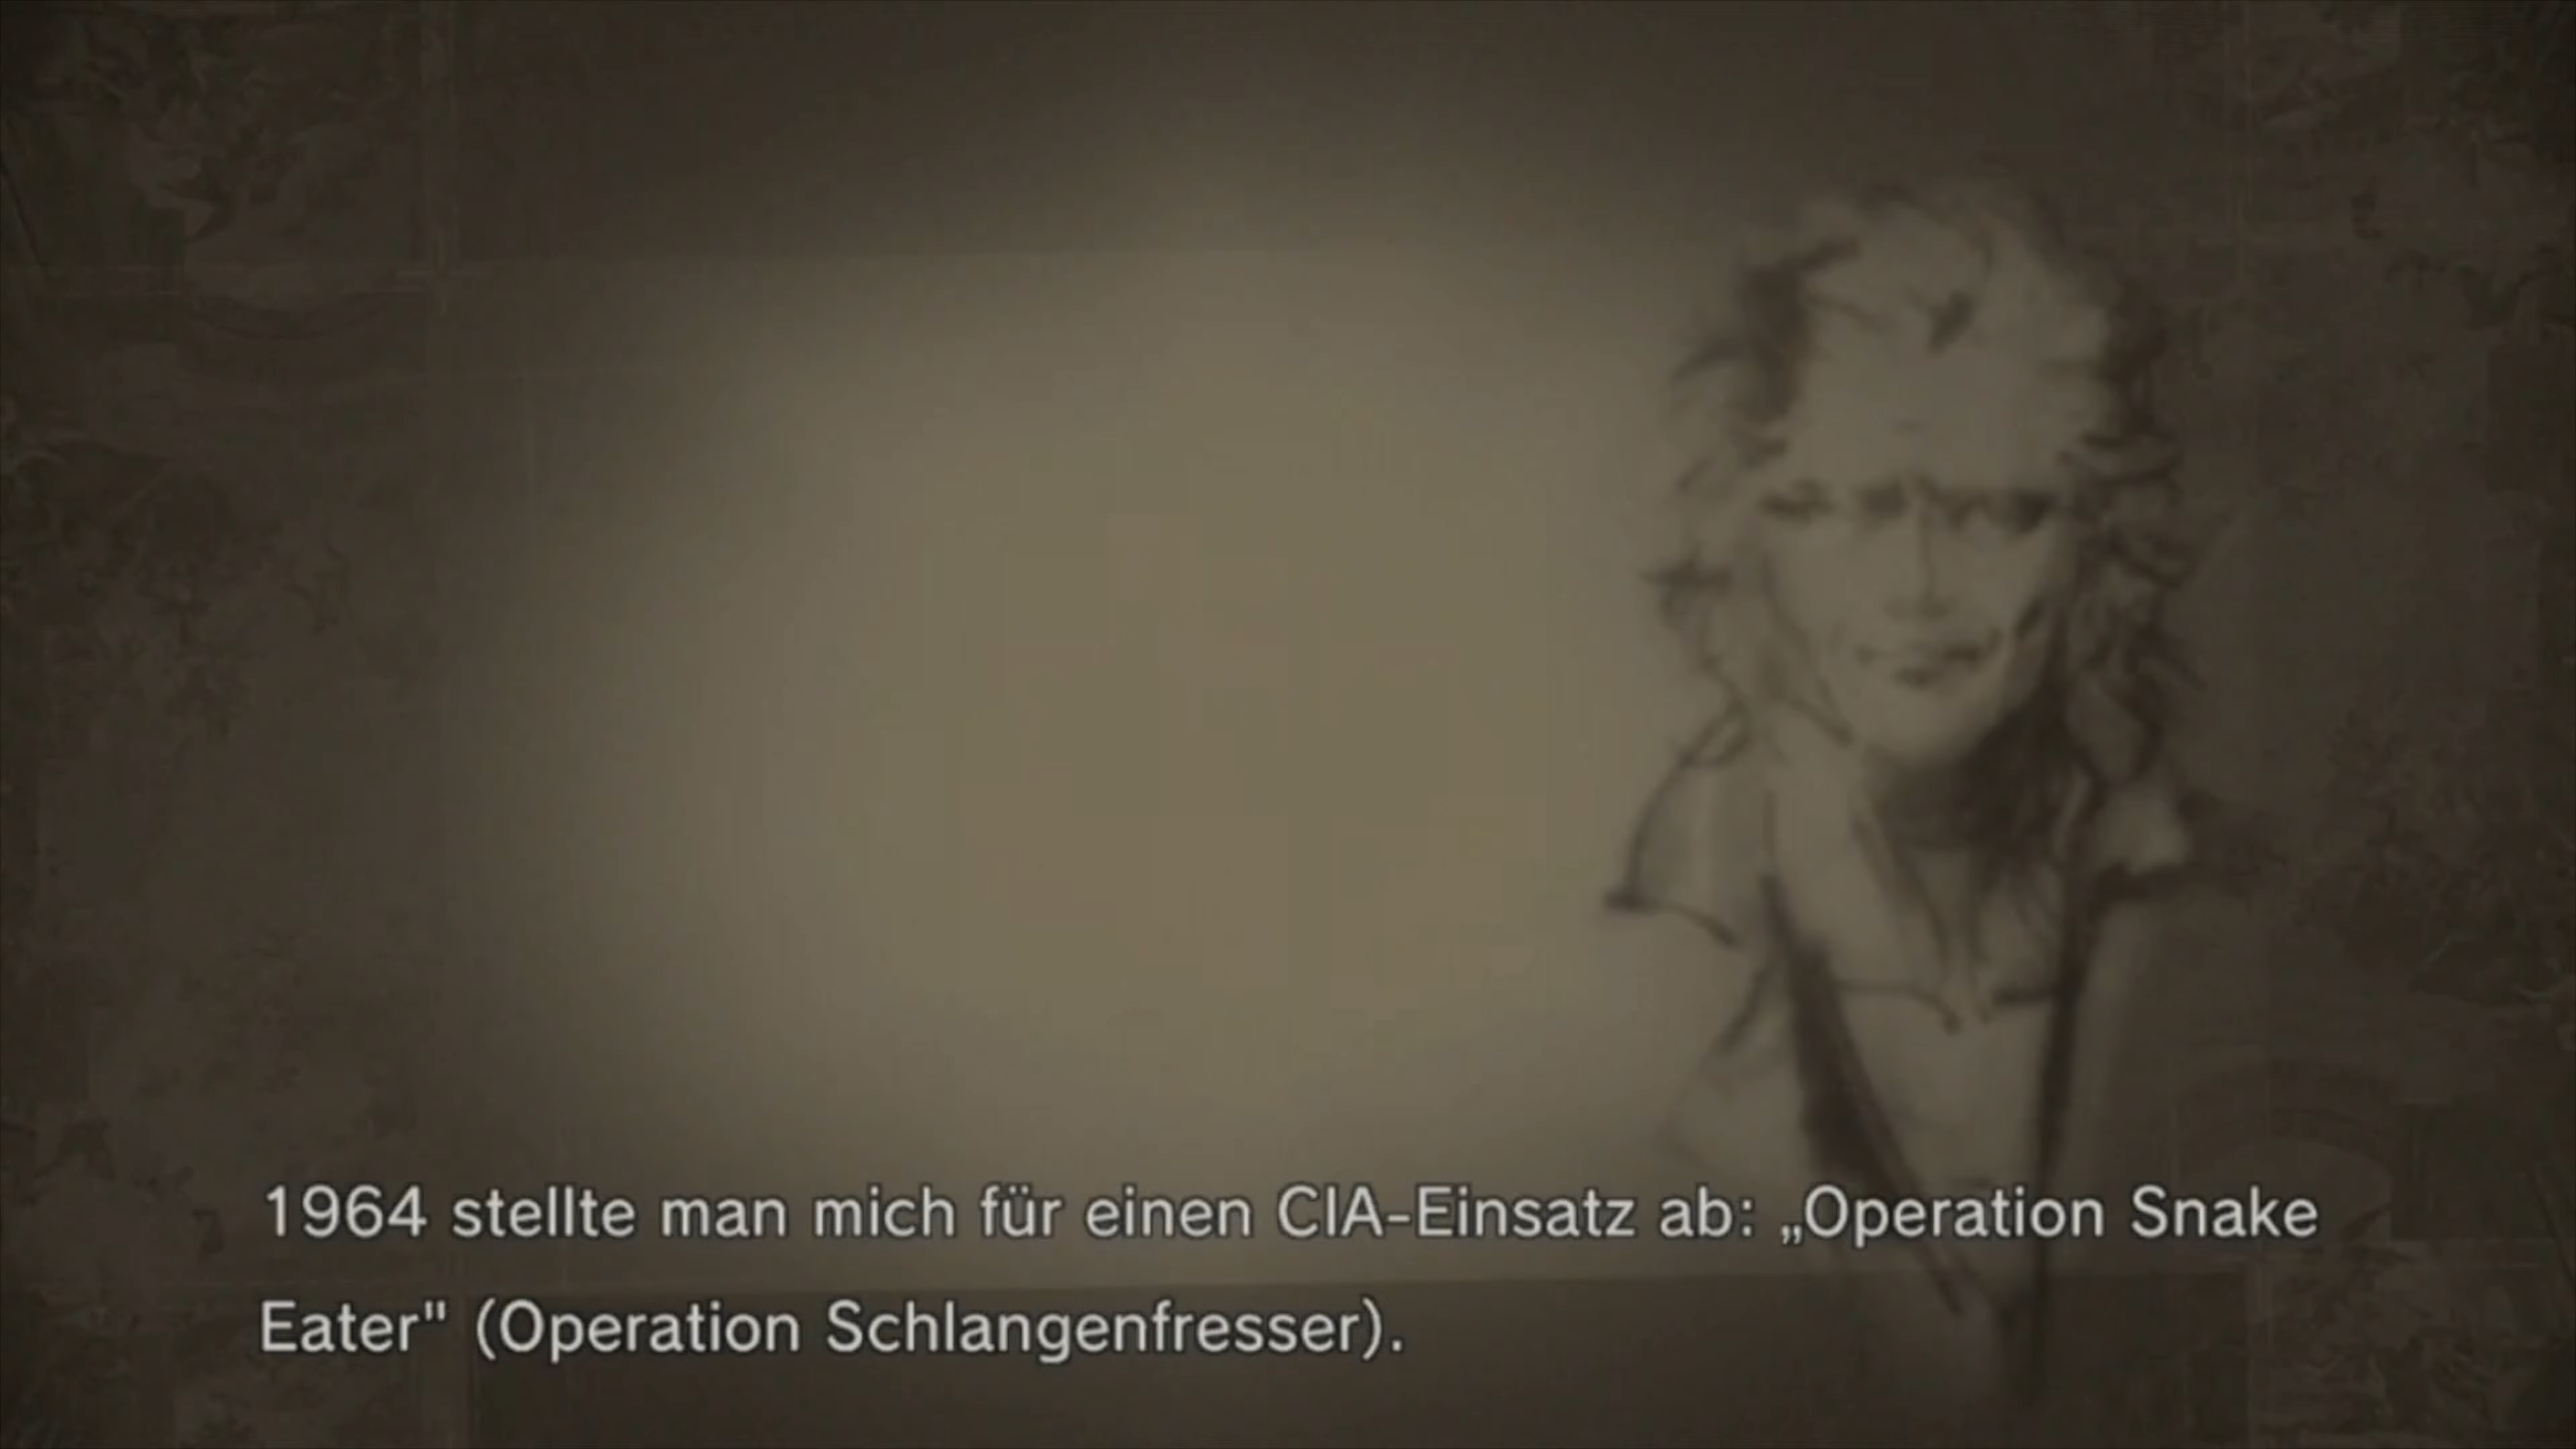 1964 stellte man mich für einen CIA-Einsatz ab: „Operation Snake
Eater" (Operation Schlangenfresser).